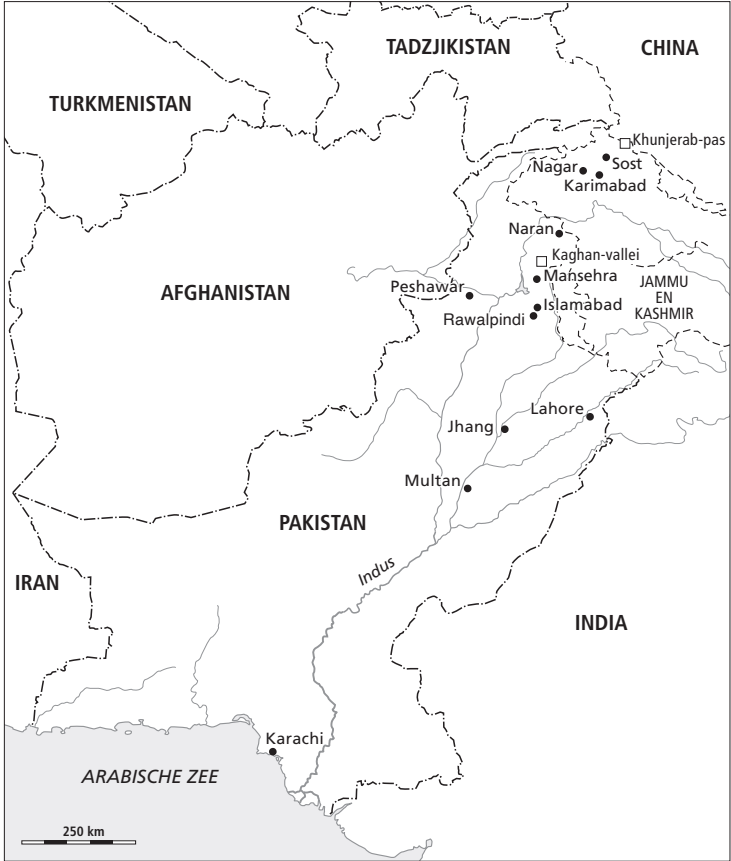 TADZJIKISTAN
CHINA
TURKMENISTAN
Khunjerab-pas
Sost
Nagar
Karimabad
Naran
Kaghan-vallei
Mansehra
JAMMU
EN
KASHMIR
AFGHANISTAN
Peshawar
Islamabad
Rawalpindi
Lahore
Jhang
Multan
PAKISTAN
Indus
IRAN
INDIA
Karachi
ARABISCHE ZEE
250 km